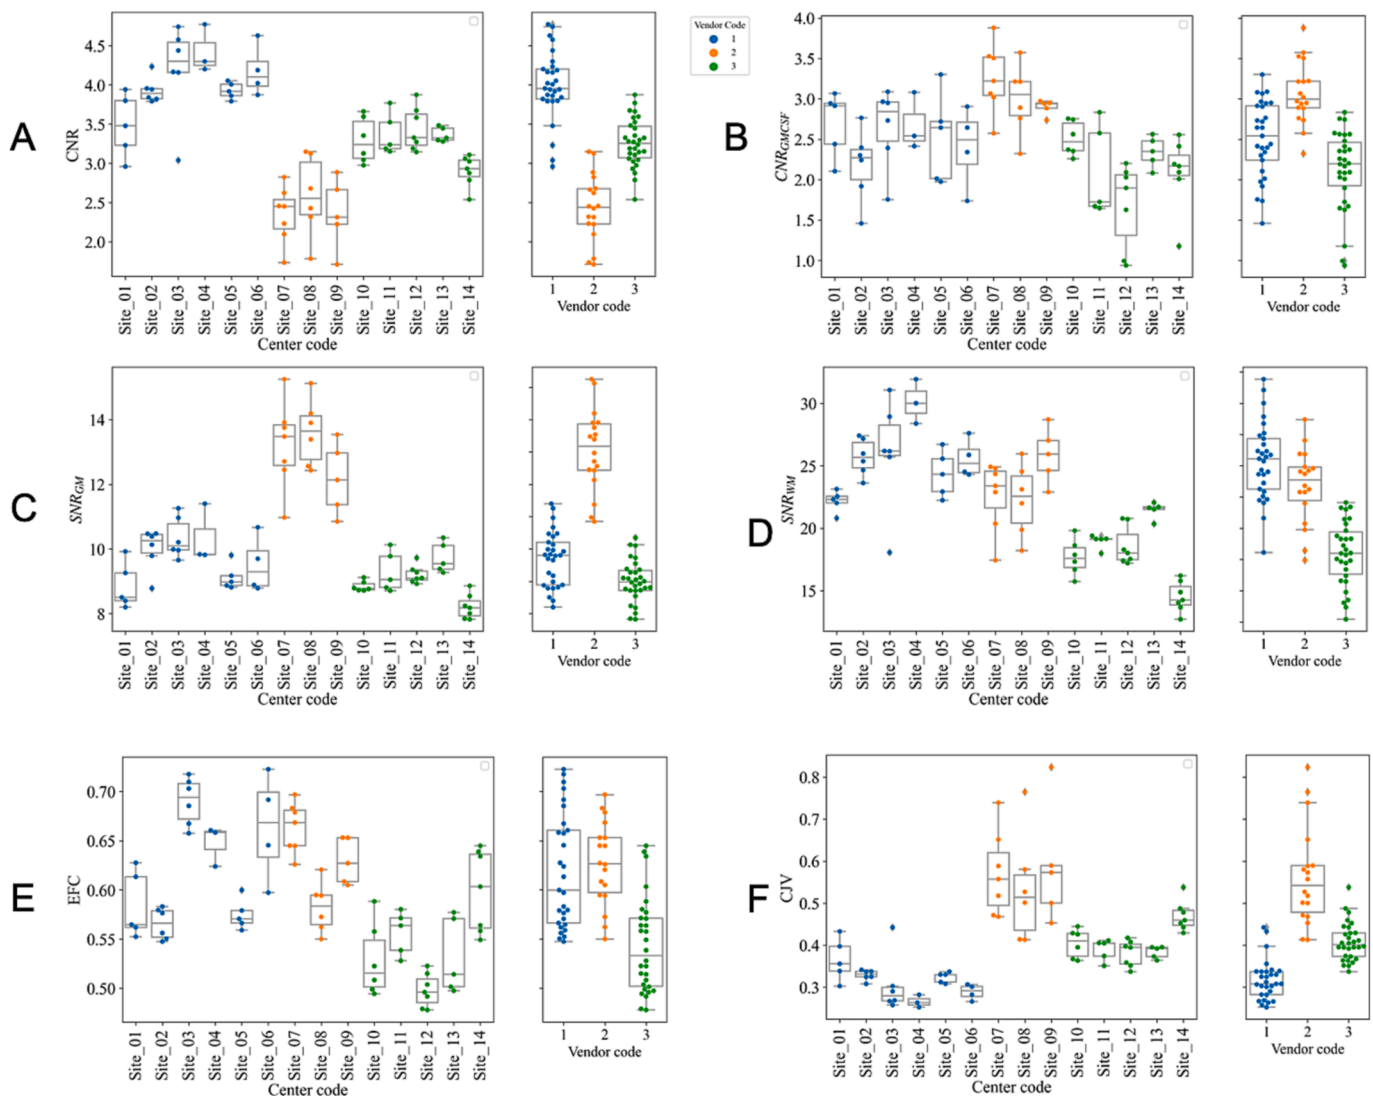 A
CNR
4.5
4.0
3.5
3.0
2.5
2.0
Site_01
Site_02
Site_03
Site_04
Site_05
Site_06
Site_07
Site_08
Site_09
Site_10
Site_11
Site_12
Site_13
Site_14
Center code
1
2
3
Vendor code
Vendor Code
1
2
3
B
CNR_GMCSF
4.0
3.5
3.0
2.5
2.0
1.5
1.0
Site_01
Site_02
Site_03
Site_04
Site_05
Site_06
Site_07
Site_08
Site_09
Site_10
Site_11
Site_12
Site_13
Site_14
Center code
1
2
3
Vendor code
C
SNR_GM
14
12
10
8
Site_01
Site_02
Site_03
Site_04
Site_05
Site_06
Site_07
Site_08
Site_09
Site_10
Site_11
Site_12
Site_13
Site_14
Center code
1
2
3
Vendor code
D
SNR_WM
30
25
20
15
Site_01
Site_02
Site_03
Site_04
Site_05
Site_06
Site_07
Site_08
Site_09
Site_10
Site_11
Site_12
Site_13
Site_14
Center code
1
2
3
Vendor code
E
EFC
0.70
0.65
0.60
0.55
0.50
Site_01
Site_02
Site_03
Site_04
Site_05
Site_06
Site_07
Site_08
Site_09
Site_10
Site_11
Site_12
Site_13
Site_14
Center code
1
2
3
Vendor code
F
CJV
0.8
0.7
0.6
0.5
0.4
0.3
Site_01
Site_02
Site_03
Site_04
Site_05
Site_06
Site_07
Site_08
Site_09
Site_10
Site_11
Site_12
Site_13
Site_14
Center code
1
2
3
Vendor code